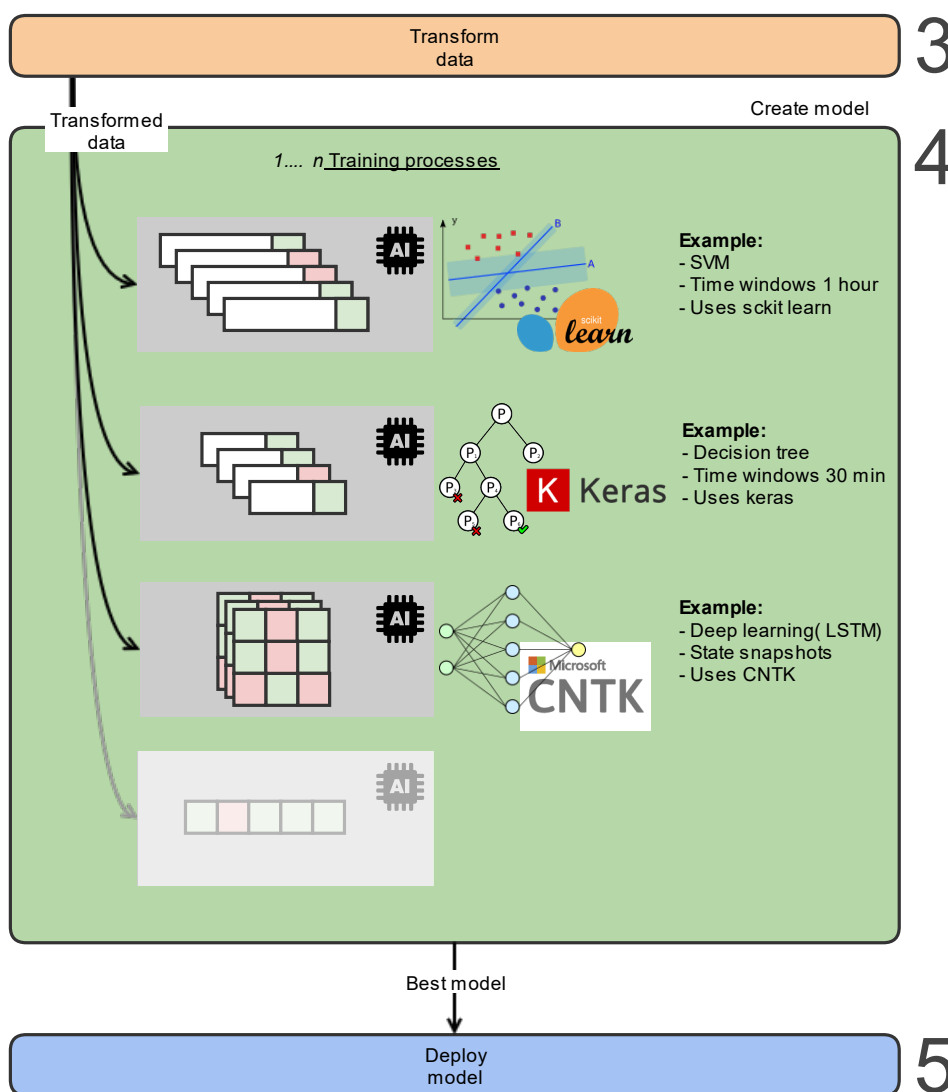 Transform
data
3
Create model
Transformed
data
4
1.... n Training processes
AI
y
B
A
scikit
learn
Example:
- SVM
- Time windows 1 hour
- Uses sckit learn
AI
P
P
P
P
P
P
P
K Keras
Example:
- Decision tree
- Time windows 30 min
- Uses keras
AI
Microsoft
CNTK
Example:
- Deep learning( LSTM)
- State snapshots
- Uses CNTK
AI
Best model
Deploy
model
5